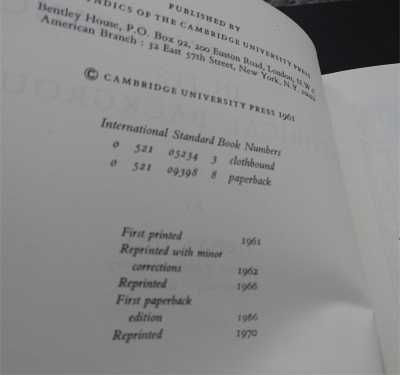 PUBLISHED BY
SYNDICS OF THE CAMBRIDGE UNIVERSITY PRESS
Bentley House, P.O. Box 92, 200 Euston Road, London, N.W.1
American Branch : 32 East 57th Street, New York, N.Y. 10022
© CAMBRIDGE UNIVERSITY PRESS 1961
International Standard Book Numbers
0 521 05234 3 clothbound
0 521 09398 8 paperback
First printed 1961
Reprinted with minor
corrections 1962
Reprinted 1966
First paperback
edition 1966
Reprinted 1970